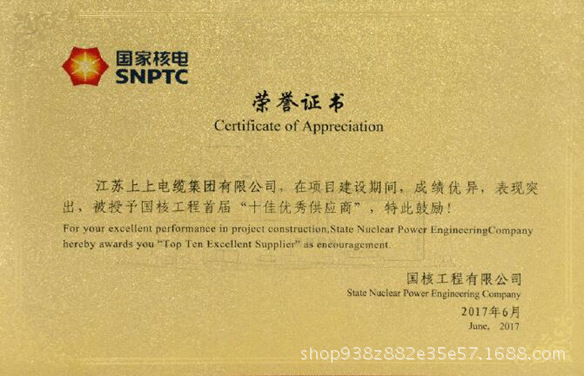 国家核电
SNPTC
荣誉证书
Certificate of Appreciation
江苏上上电缆集团有限公司，在项目建设期间，成绩优异，表现突
出，被授予国核工程首届“十佳优秀供应商”，特此鼓励！
For your excellent performance in project construction,State Nuclear Power EngineeringCompany
hereby awards you “Top Ten Excellent Supplier” as encouragement.
国核工程有限公司
State Nuclear Power Engineering Company
2017年6月
June, 2017
shop938z882e35e57.1688.com